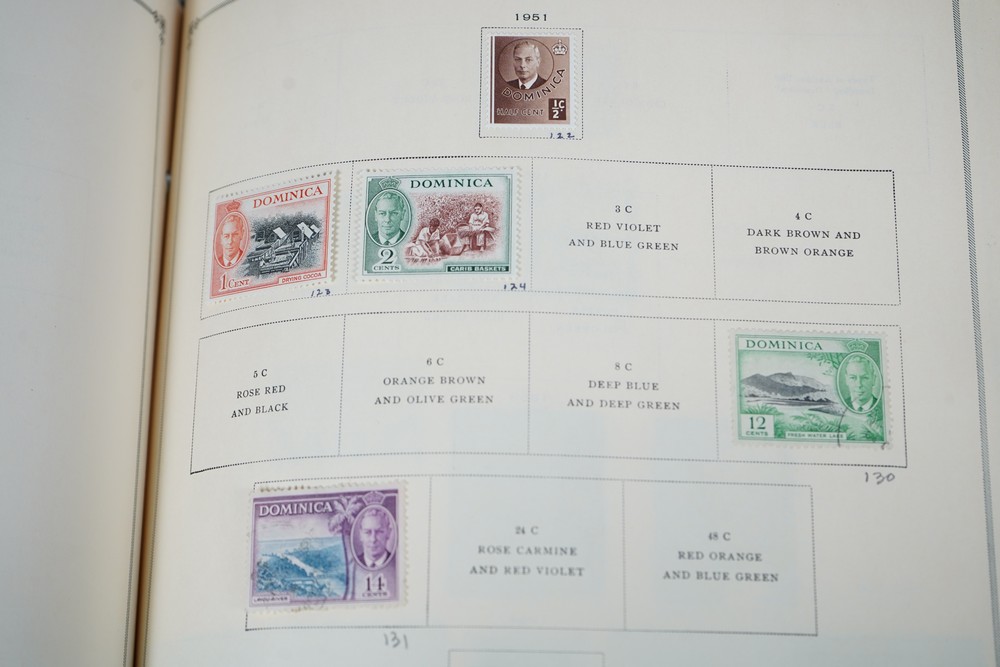 1951
DOMINICA
HALF CENT ½C
122
DOMINICA
1 CENT
DRYING COCOA
123
DOMINICA
2
CENTS
CARIB BASKETS
124
3 C
RED VIOLET
AND BLUE GREEN
4 C
DARK BROWN AND
BROWN ORANGE
5 C
ROSE RED
AND BLACK
6 C
ORANGE BROWN
AND OLIVE GREEN
8 C
DEEP BLUE
AND DEEP GREEN
DOMINICA
12
CENTS
FRESH WATER LAKE
130
DOMINICA
14
CENTS
131
24 C
ROSE CARMINE
AND RED VIOLET
48 C
RED ORANGE
AND BLUE GREEN